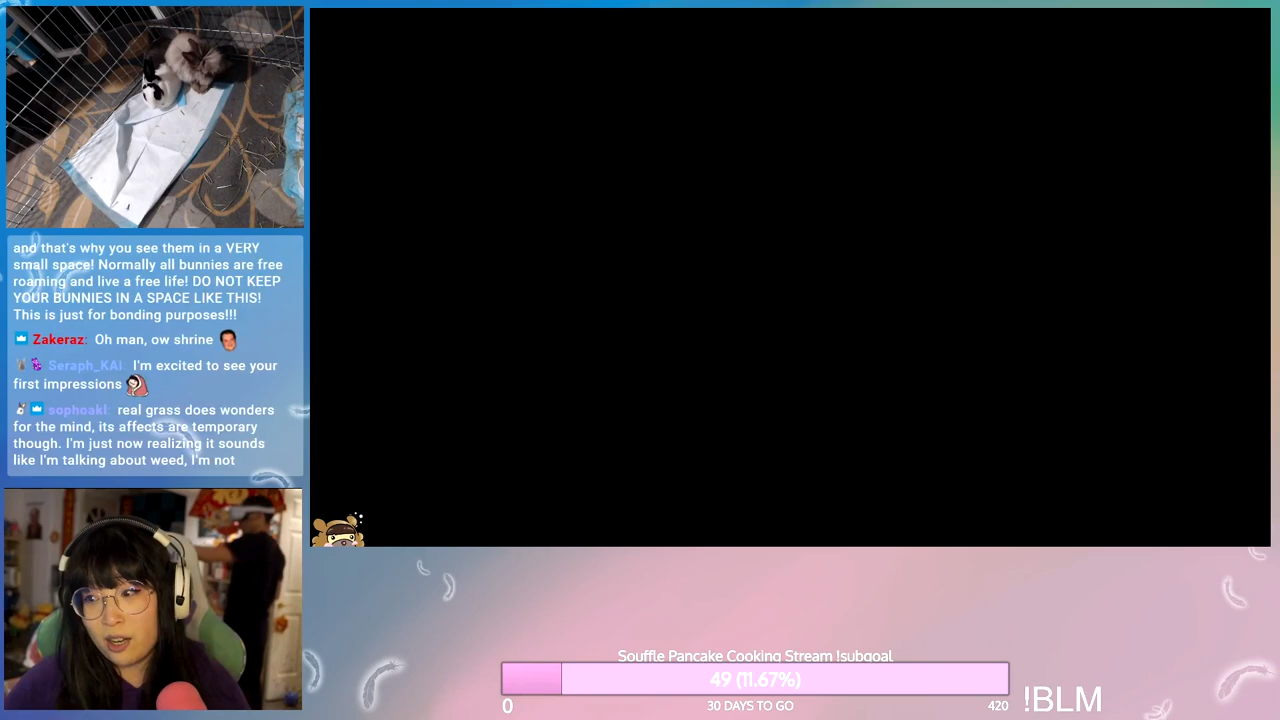 and that's why you see them in a VERY
small space! Normally all bunnies are free
roaming and live a free life! DO NOT KEEP
YOUR BUNNIES IN A SPACE LIKE THIS!
This is just for bonding purposes!!!
Zakeraz: Oh man, ow shrine
Seraph_KAi: I'm excited to see your
first impressions
sophoakl: real grass does wonders
for the mind, its affects are temporary
though. I'm just now realizing it sounds
like I'm talking about weed, I'm not
Souffle Pancake Cooking Stream !subgoal
49 (11.67%)
0
30 DAYS TO GO
420
!BLM